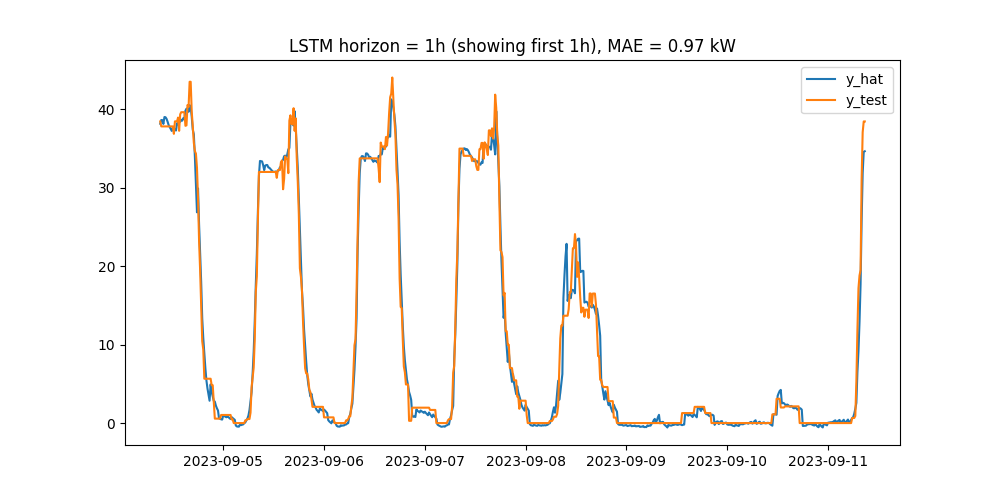 LSTM horizon = 1h (showing first 1h), MAE = 0.97 kW
y_hat
y_test
40
30
20
10
0
2023-09-05 2023-09-06 2023-09-07 2023-09-08 2023-09-09 2023-09-10 2023-09-11